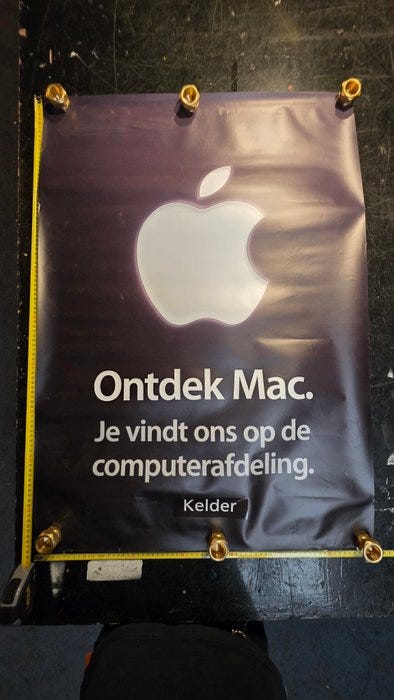 Ontdek Mac.
Je vindt ons op de
computerafdeling.
Kelder